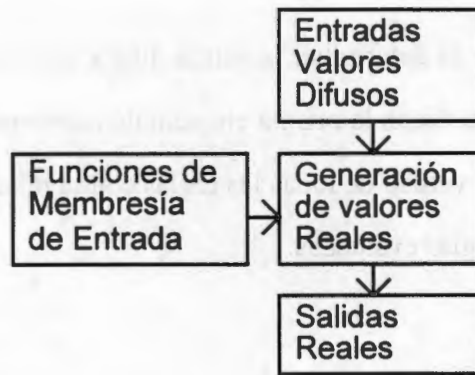 Entradas
Valores
Difusos
Funciones de
Membresía
de Entrada
Generación
de valores
Reales
Salidas
Reales